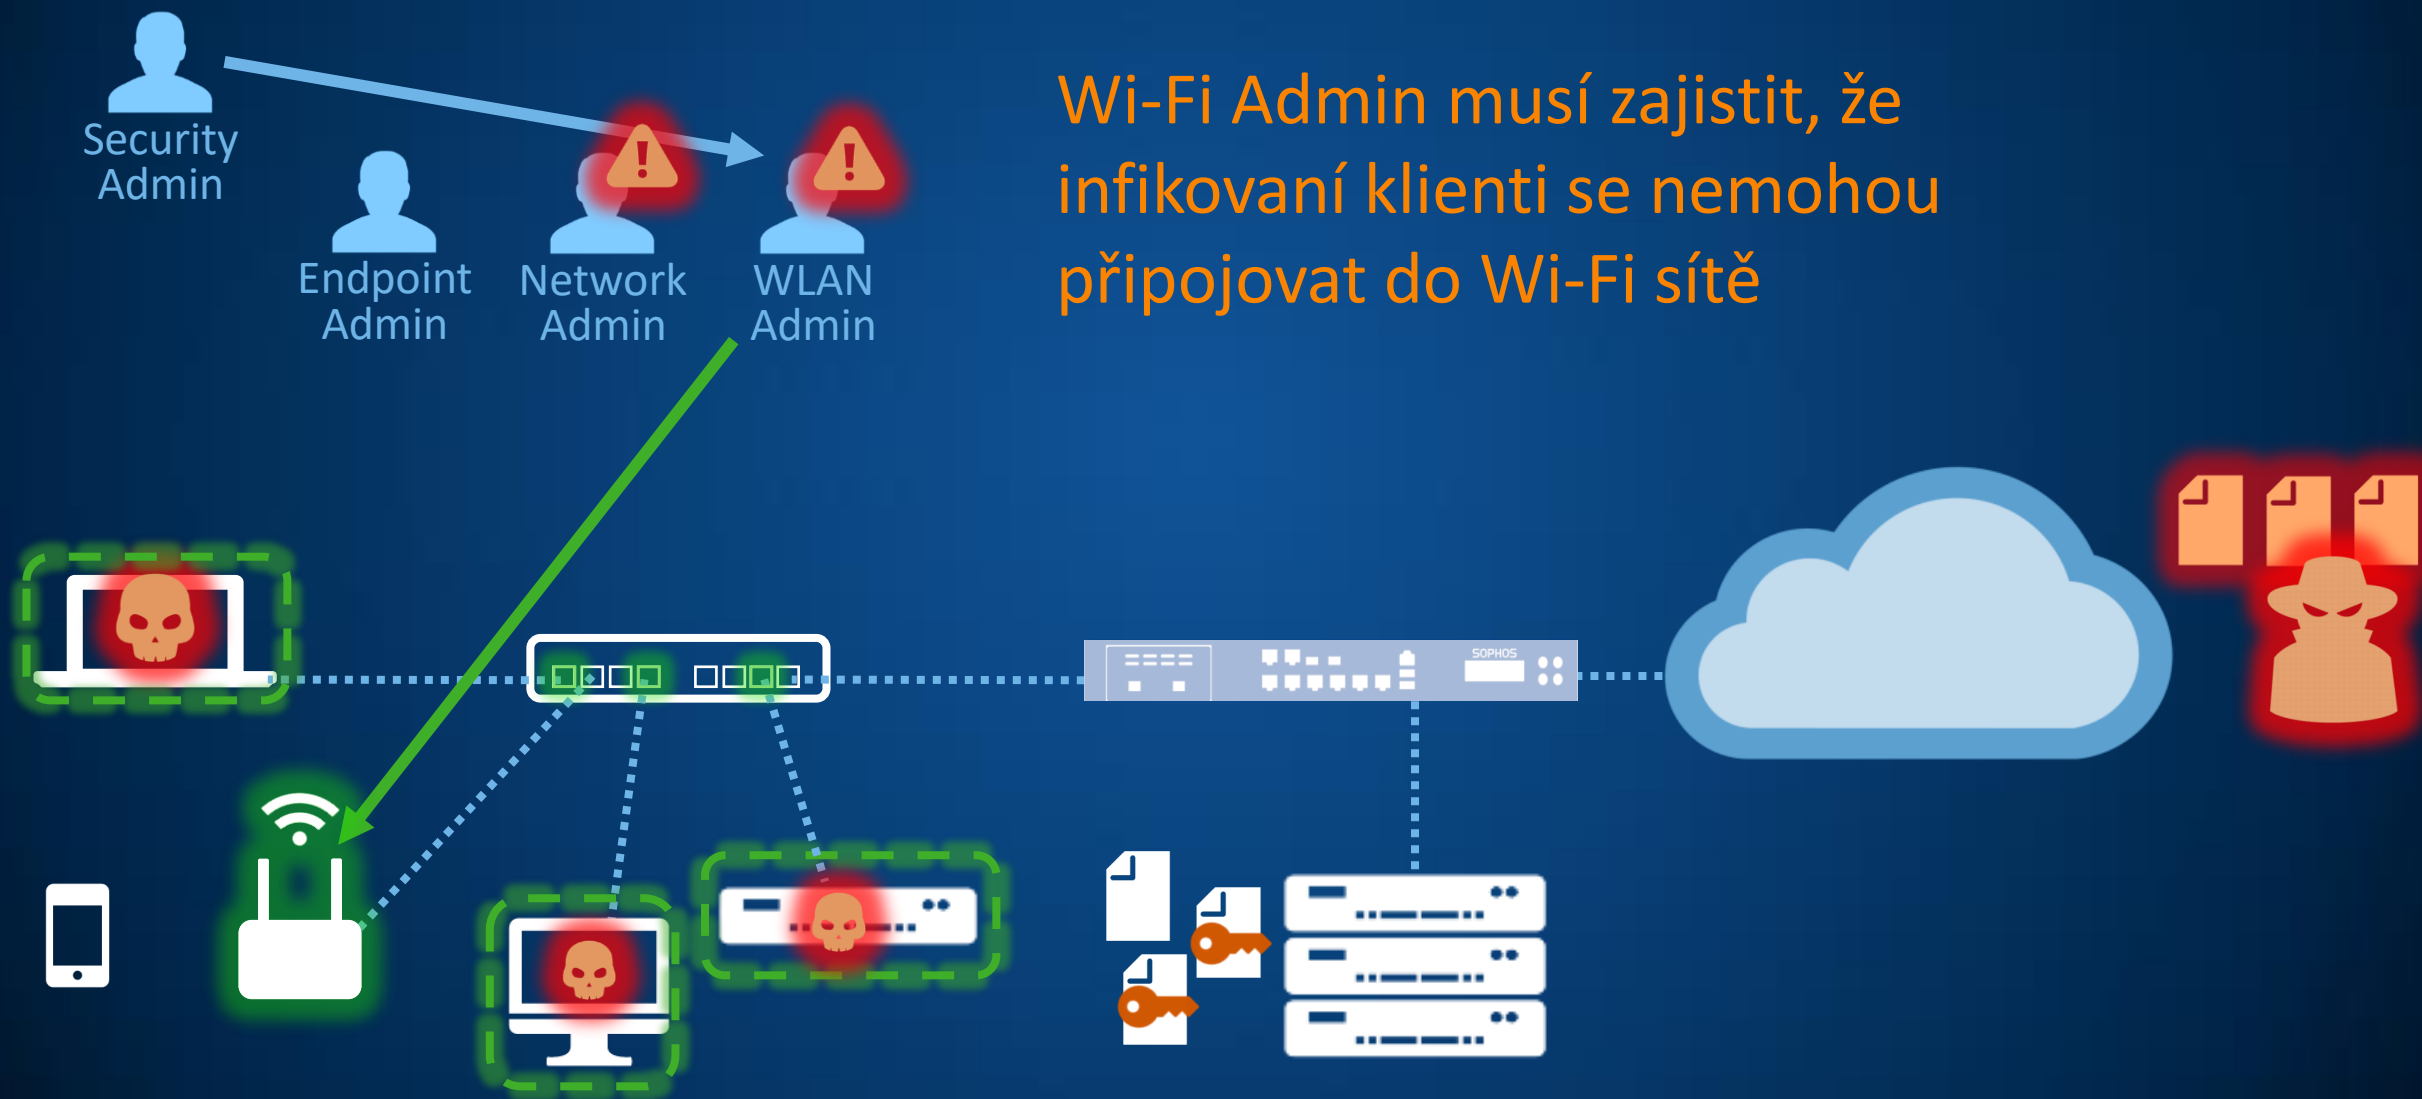 Security
Admin
Endpoint
Admin
Network
Admin
WLAN
Admin
Wi-Fi Admin musí zajistit, že
infikovaní klienti se nemohou
připojovat do Wi-Fi sítě
SOPHOS